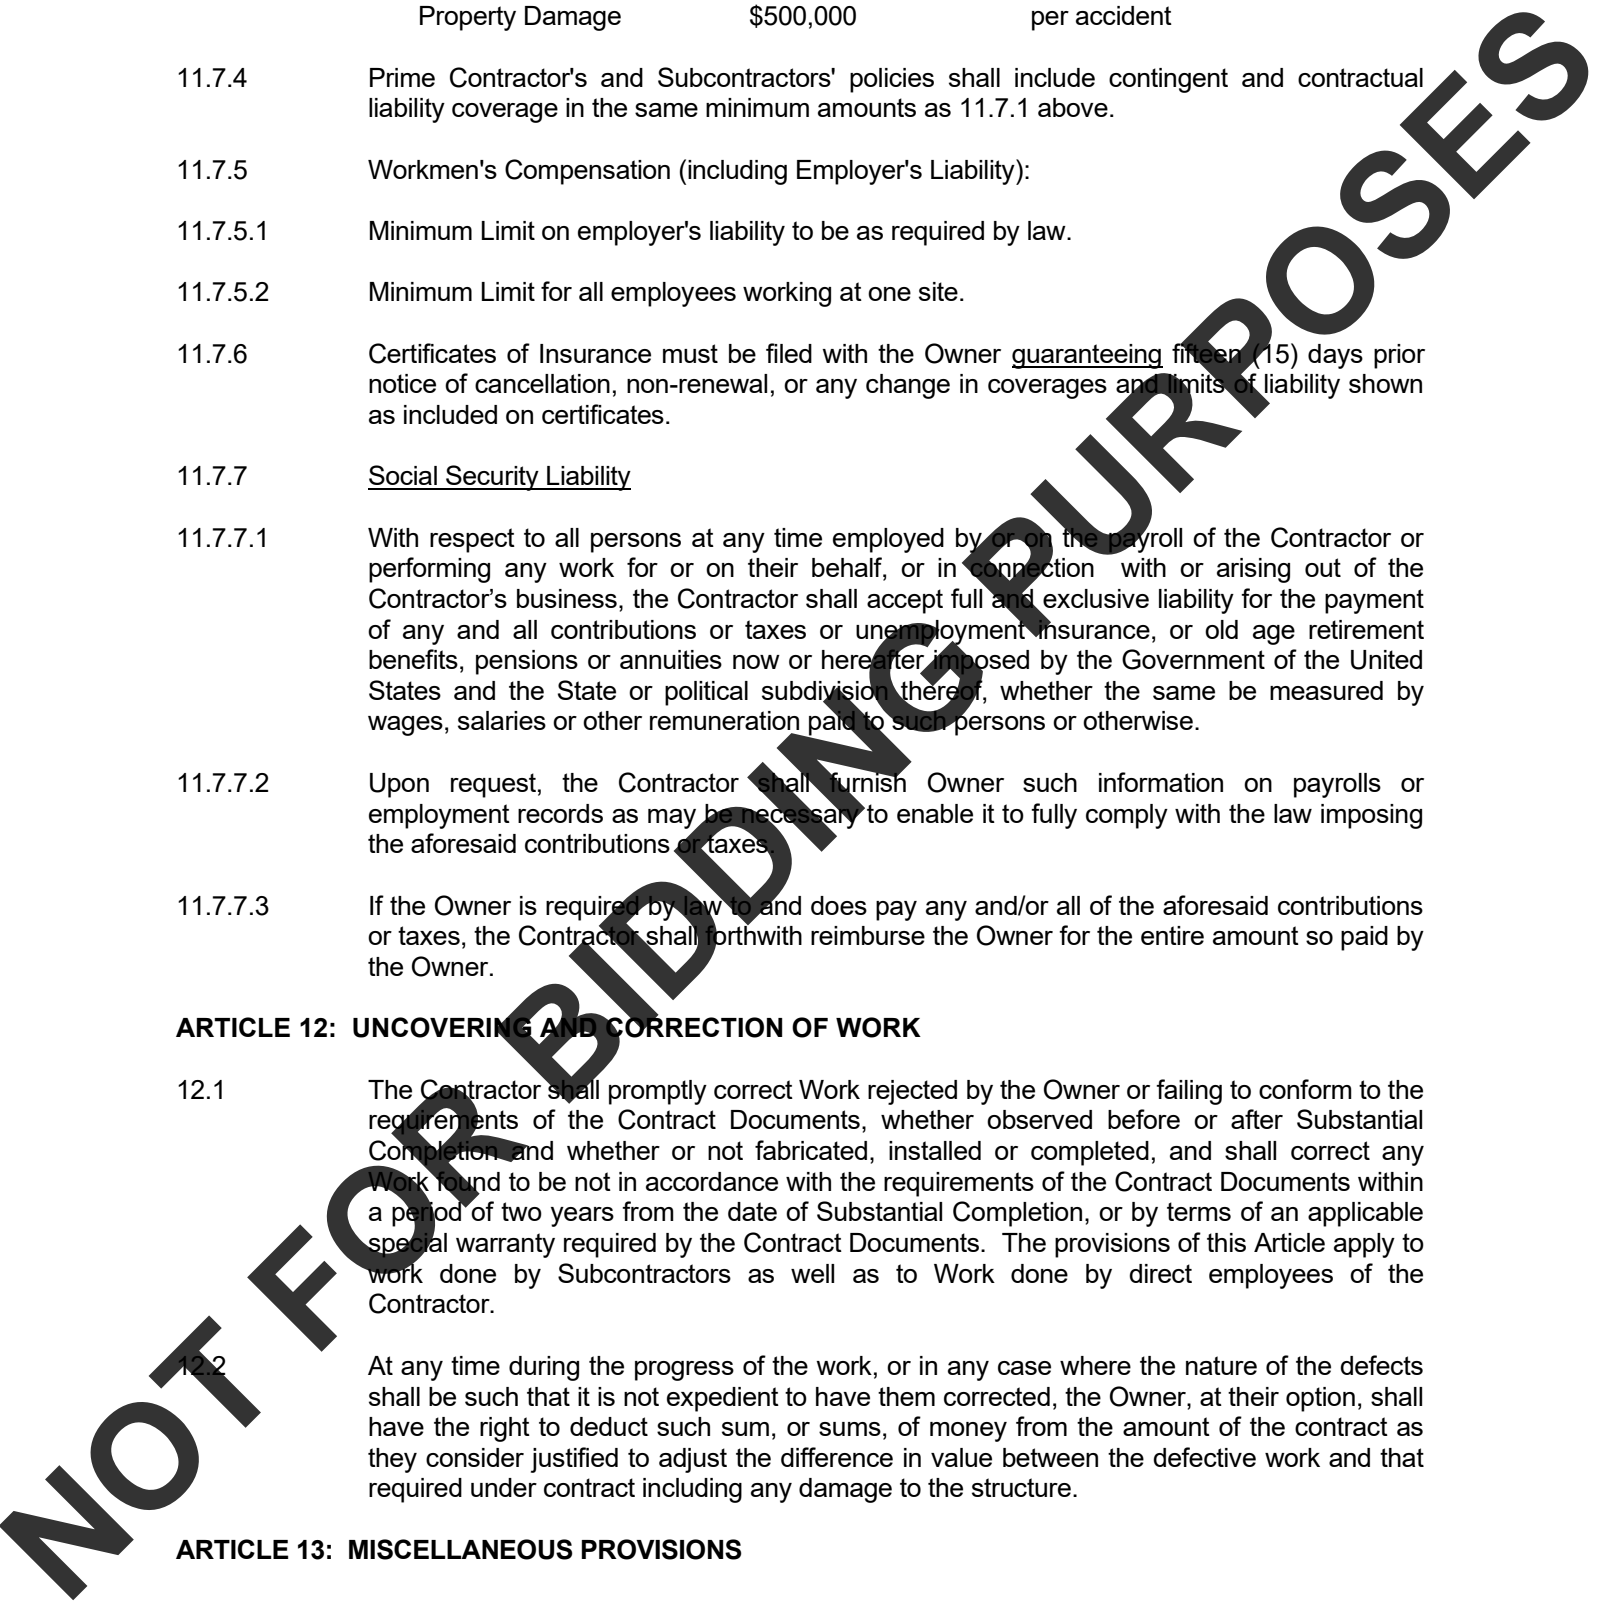 Property Damage $500,000 per accident
11.7.4 Prime Contractor's and Subcontractors' policies shall include contingent and contractual
liability coverage in the same minimum amounts as 11.7.1 above.
11.7.5 Workmen's Compensation (including Employer's Liability):
11.7.5.1 Minimum Limit on employer's liability to be as required by law.
11.7.5.2 Minimum Limit for all employees working at one site.
11.7.6 Certificates of Insurance must be filed with the Owner guaranteeing fifteen (15) days prior
notice of cancellation, non-renewal, or any change in coverages and limits of liability shown
as included on certificates.
11.7.7 Social Security Liability
11.7.7.1 With respect to all persons at any time employed by or on the payroll of the Contractor or
performing any work for or on their behalf, or in connection with or arising out of the
Contractor’s business, the Contractor shall accept full and exclusive liability for the payment
of any and all contributions or taxes or unemployment insurance, or old age retirement
benefits, pensions or annuities now or hereafter imposed by the Government of the United
States and the State or political subdivision thereof, whether the same be measured by
wages, salaries or other remuneration paid to such persons or otherwise.
11.7.7.2 Upon request, the Contractor shall furnish Owner such information on payrolls or
employment records as may be necessary to enable it to fully comply with the law imposing
the aforesaid contributions or taxes.
11.7.7.3 If the Owner is required by law to and does pay any and/or all of the aforesaid contributions
or taxes, the Contractor shall forthwith reimburse the Owner for the entire amount so paid by
the Owner.
ARTICLE 12: UNCOVERING AND CORRECTION OF WORK
12.1 The Contractor shall promptly correct Work rejected by the Owner or failing to conform to the
requirements of the Contract Documents, whether observed before or after Substantial
Completion and whether or not fabricated, installed or completed, and shall correct any
Work found to be not in accordance with the requirements of the Contract Documents within
a period of two years from the date of Substantial Completion, or by terms of an applicable
special warranty required by the Contract Documents. The provisions of this Article apply to
work done by Subcontractors as well as to Work done by direct employees of the
Contractor.
12.2 At any time during the progress of the work, or in any case where the nature of the defects
shall be such that it is not expedient to have them corrected, the Owner, at their option, shall
have the right to deduct such sum, or sums, of money from the amount of the contract as
they consider justified to adjust the difference in value between the defective work and that
required under contract including any damage to the structure.
ARTICLE 13: MISCELLANEOUS PROVISIONS
NOT FOR BIDDING PURPOSES